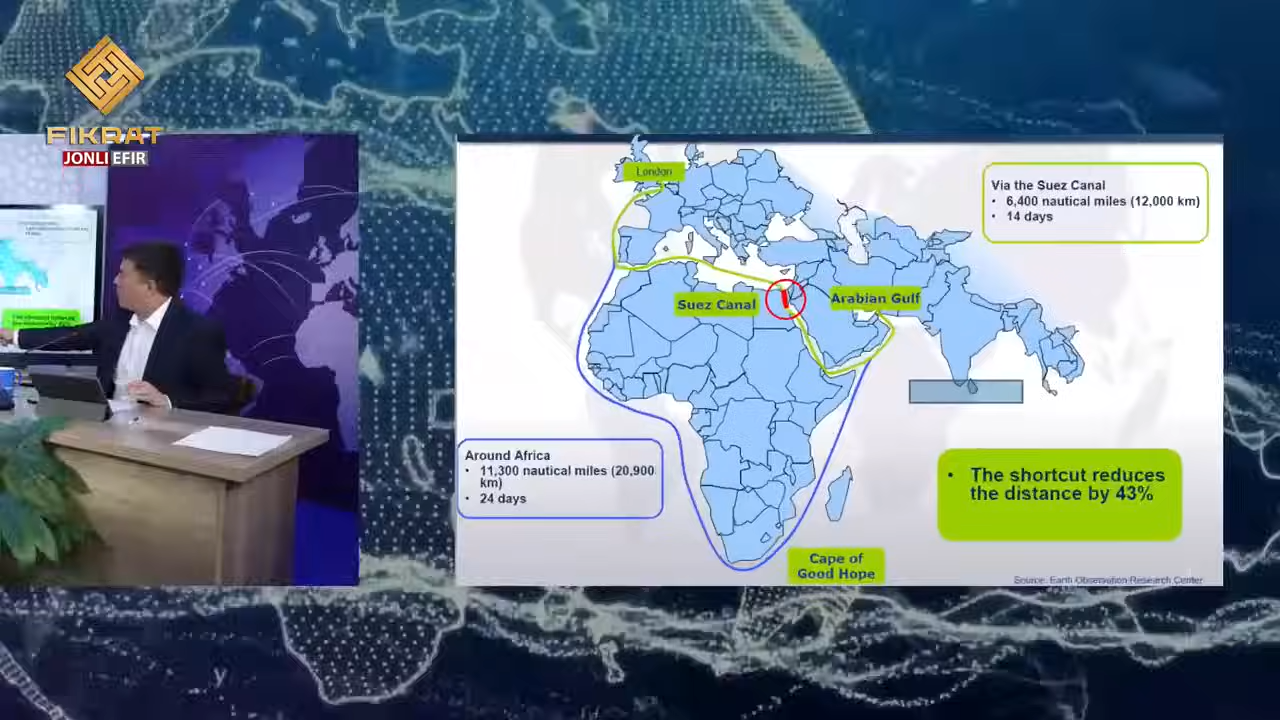 FIKRAT
JONLI EFIR
London
Via the Suez Canal
• 6,400 nautical miles (12,000 km)
• 14 days
Suez Canal
Arabian Gulf
Around Africa
• 11,300 nautical miles (20,900
km)
• 24 days
• The shortcut reduces
the distance by 43%
Cape of
Good Hope
Source: Earth Observation Research Center